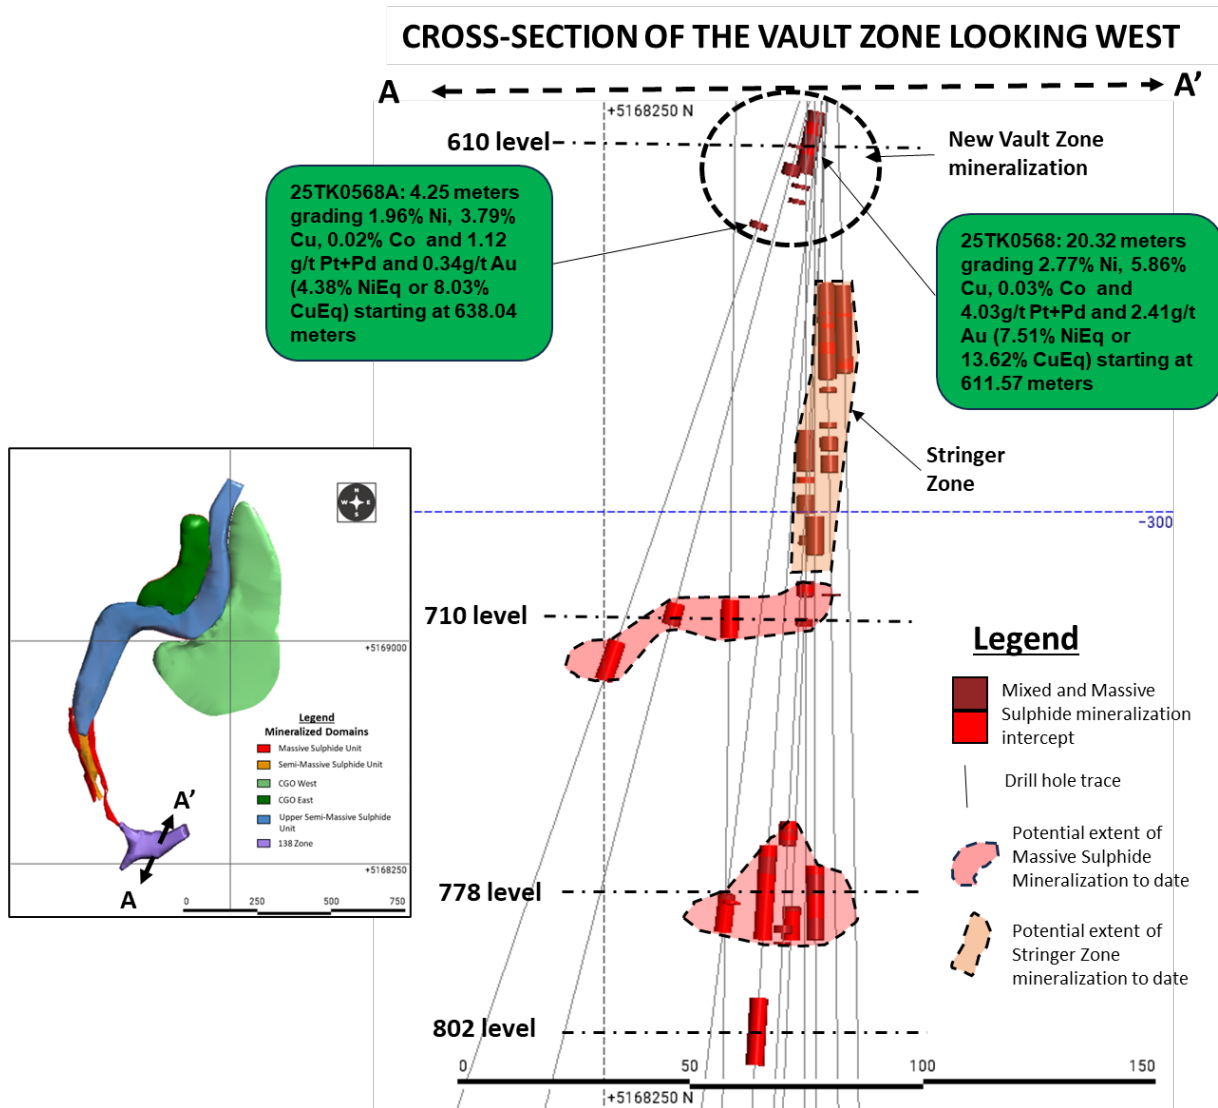 CROSS-SECTION OF THE VAULT ZONE LOOKING WEST
A
A'
+5168250 N
610 level
New Vault Zone
mineralization
25TK0568A: 4.25 meters
grading 1.96% Ni, 3.79%
Cu, 0.02% Co and 1.12
g/t Pt+Pd and 0.34g/t Au
(4.38% NiEq or 8.03%
CuEq) starting at 638.04
meters
25TK0568: 20.32 meters
grading 2.77% Ni, 5.86%
Cu, 0.03% Co and
4.03g/t Pt+Pd and 2.41g/t
Au (7.51% NiEq or
13.62% CuEq) starting at
611.57 meters
Stringer
Zone
-300
710 level
778 level
802 level
0
50
100
150
+5168250 N
Legend
Mixed and Massive
Sulphide mineralization
intercept
Drill hole trace
Potential extent of
Massive Sulphide
Mineralization to date
Potential extent of
Stringer Zone
mineralization to date
N
W
E
S
+5169000
Legend
Mineralized Domains
Massive Sulphide Unit
Semi-Massive Sulphide Unit
CGO West
CGO East
Upper Semi-Massive Sulphide
Unit
138 Zone
A'
A
+5168250
0
250
500
750